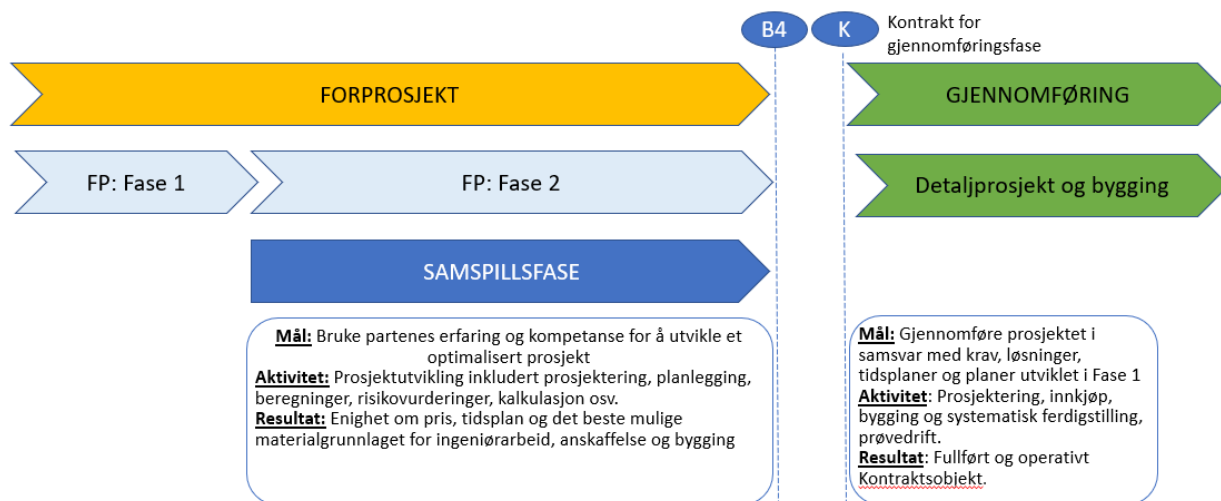 B4
K
Kontrakt for
gjennomføringsfase
FORPROSJEKT
GJENNOMFØRING
FP: Fase 1
FP: Fase 2
Detaljprosjekt og bygging
SAMSPILLSFASE
Mål: Bruke partenes erfaring og kompetanse for å utvikle et
optimalisert prosjekt
Aktivitet: Prosjektutvikling inkludert prosjektering, planlegging,
beregninger, risikovurderinger, kalkulasjon osv.
Resultat: Enighet om pris, tidsplan og det beste mulige
materialgrunnlaget for ingeniørarbeid, anskaffelse og bygging
Mål: Gjennomføre prosjektet i
samsvar med krav, løsninger,
tidsplaner og planer utviklet i Fase 1
Aktivitet: Prosjektering, innkjøp,
bygging og systematisk ferdigstilling,
prøvedrift.
Resultat: Fullført og operativt
Kontraktsobjekt.